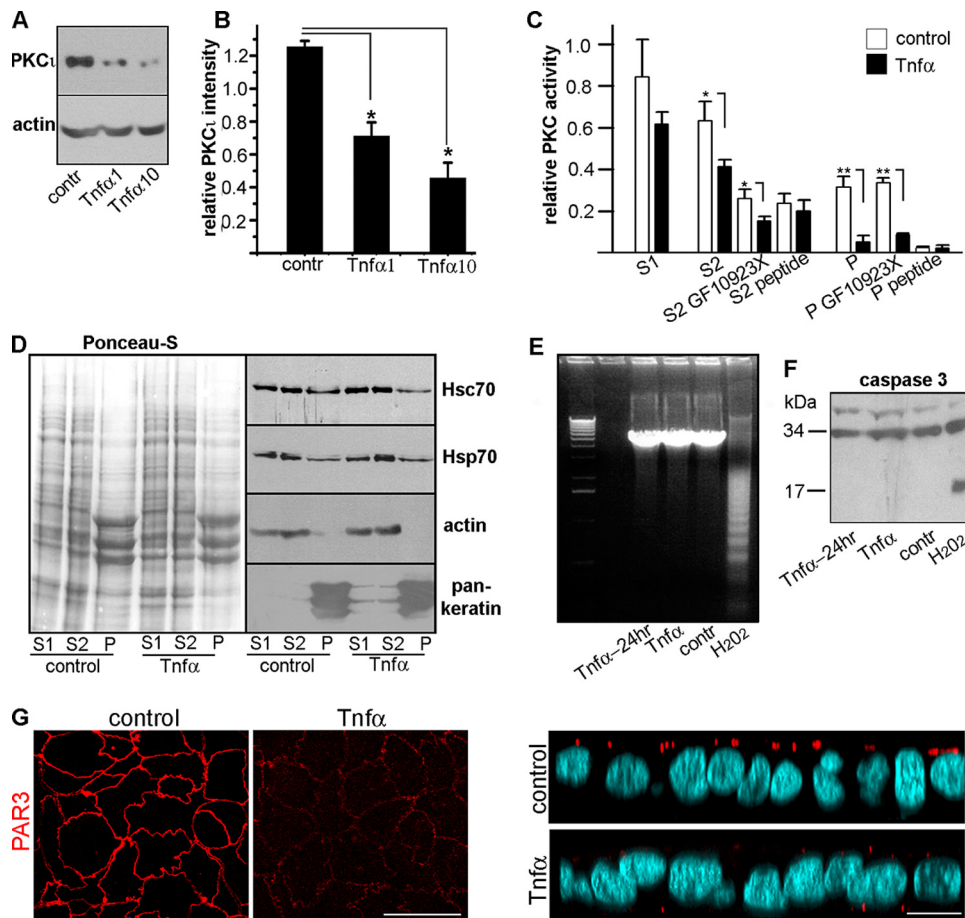 A
PKCι
actin
contr
Tnfα1
Tnfα10
B
relative PKCι intensity
1.2
1.0
0.8
0.6
0.4
0.2
*
*
contr
Tnfα1
Tnfα10
C
relative PKC activity
1.0
0.8
0.6
0.4
0.2
control
Tnfα
*
*
**
**
S1
S2
S2 GF10923X
S2 peptide
P
P GF10923X
P peptide
D
Ponceau-S
Hsc70
Hsp70
actin
pan-
keratin
S1 S2 P S1 S2 P S1 S2 P S1 S2 P
control Tnfα control Tnfα
E
Tnfα–24hr
Tnfα
contr
H2O2
F
caspase 3
kDa
34
17
Tnfα–24hr
Tnfα
contr
H2O2
G
control
Tnfα
PAR3
control
Tnfα